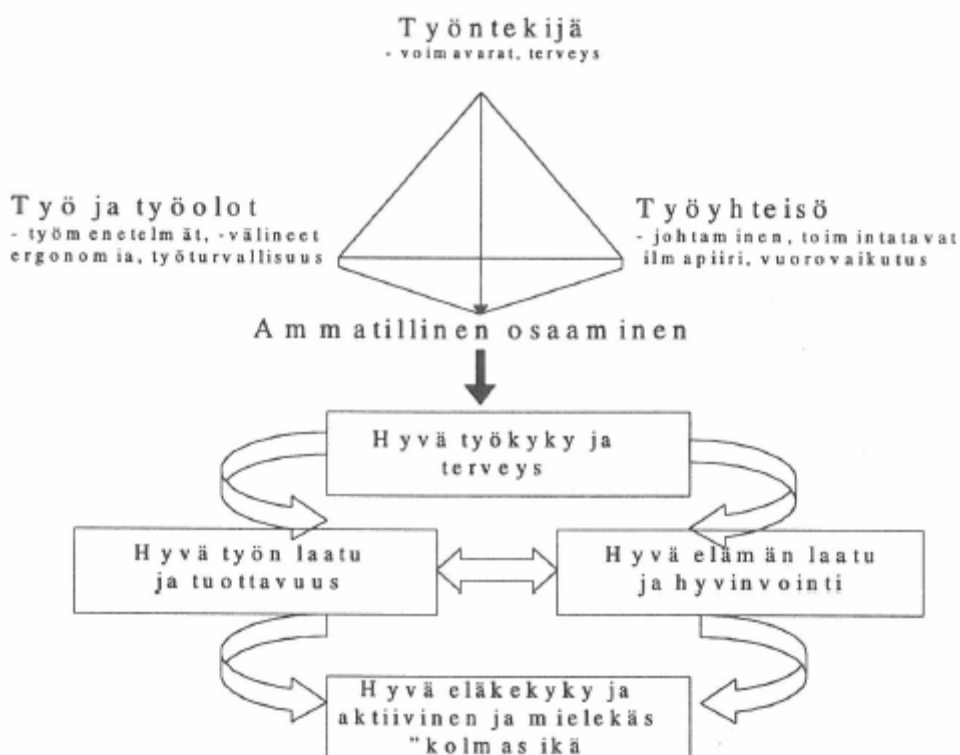 Työntekijä
- voimavarat, terveys
Työ ja työolot
- työmenetelmät, -välineet
ergonomia, työturvallisuus
Työyhteisö
- johtaminen, toimintatavat
ilmapiiri, vuorovaikutus
Ammatillinen osaaminen
Hyvä työkyky ja
terveys
Hyvä työn laatu
ja tuottavuus
Hyvä elämän laatu
ja hyvinvointi
Hyvä eläkekyky ja
aktiivinen ja mielekäs
"kolmas ikä